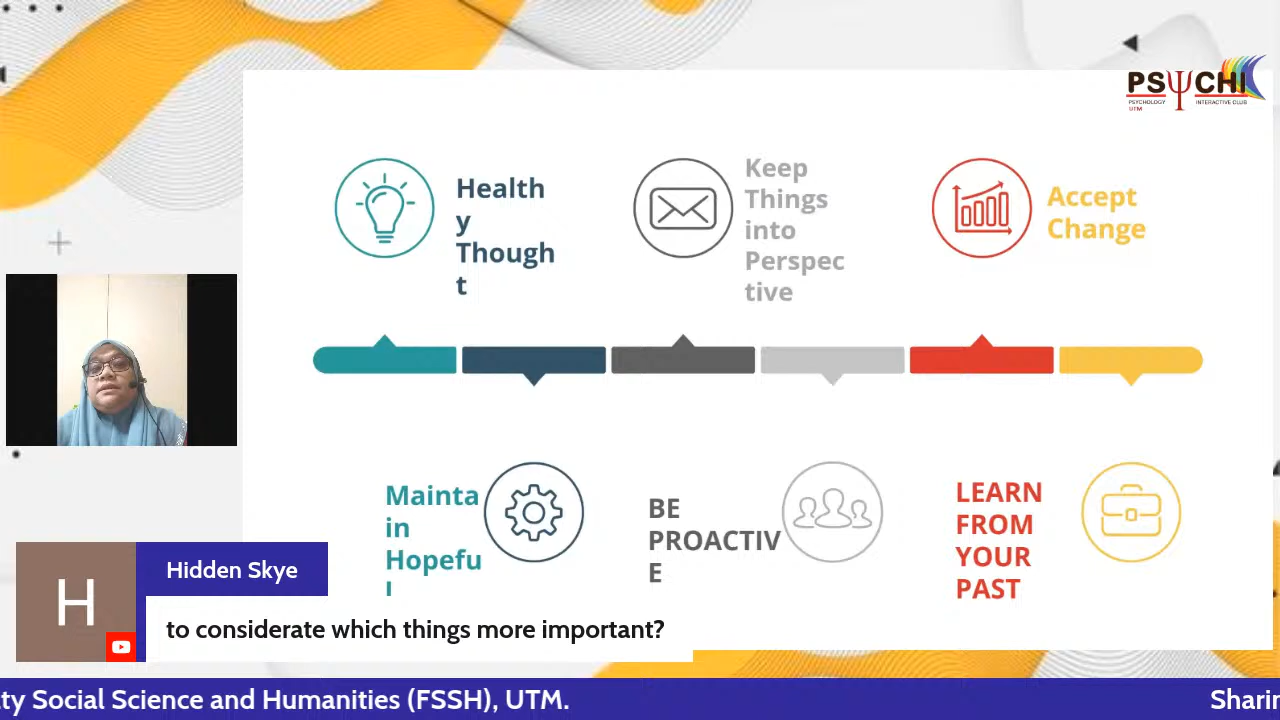 PSYCHI
PSYCHOLOGY
INTERACTIVE CLUB
UTM
Health
y
Though
t
Keep
Things
into
Perspec
tive
Accept
Change
Mainta
in
Hopefu
l
BE
PROACTIV
E
LEARN
FROM
YOUR
PAST
H
Hidden Skye
to considerate which things more important?
ty Social Science and Humanities (FSSH), UTM.
Sharin